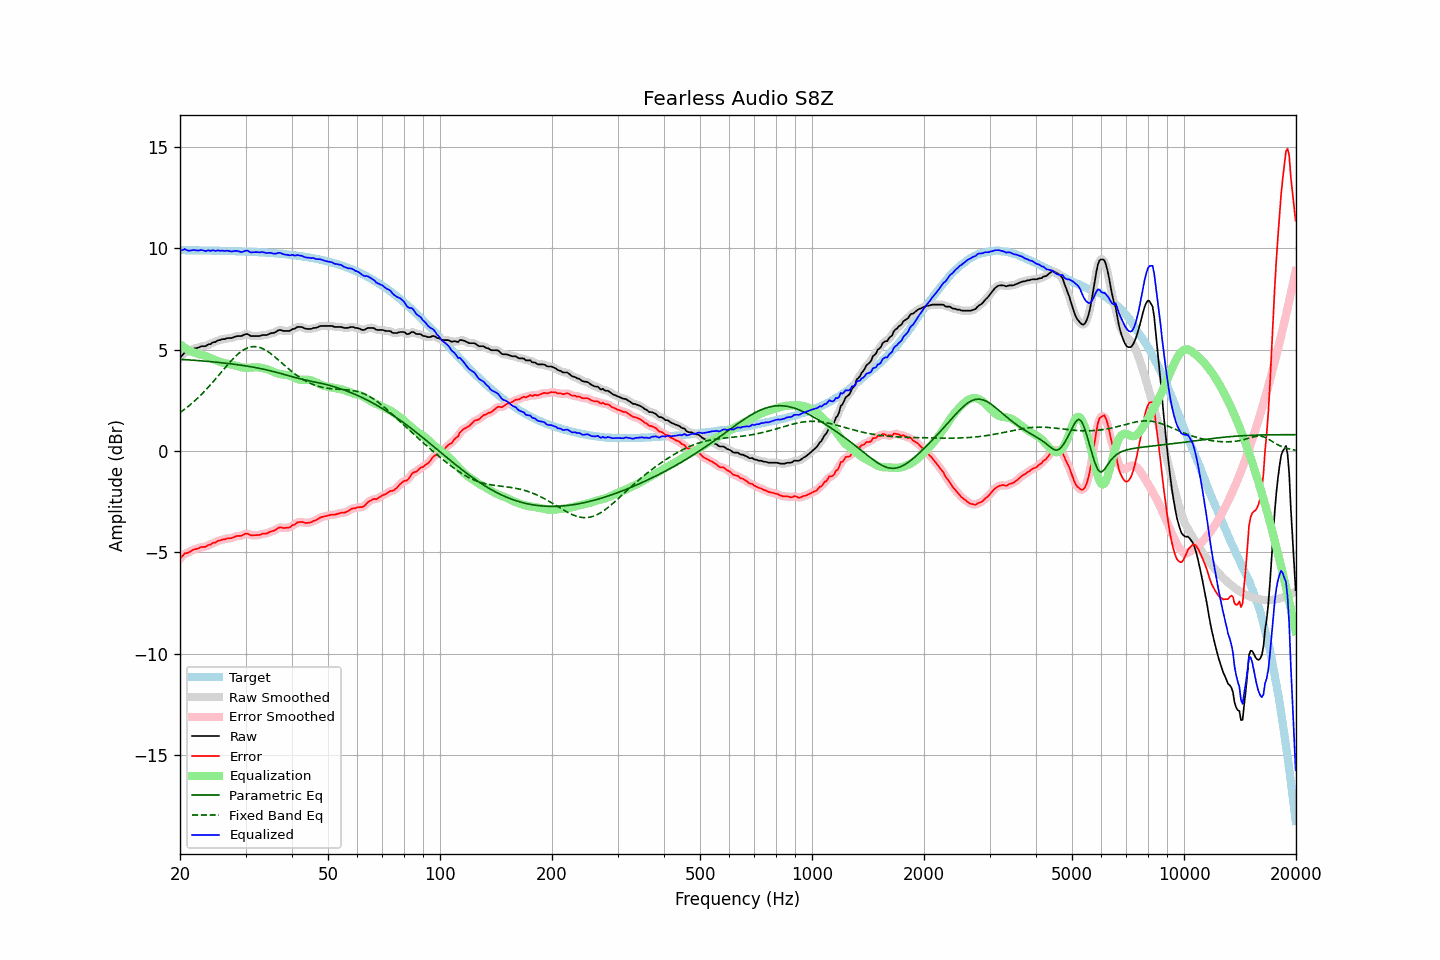 Fearless Audio S8Z
Amplitude (dBr)
15
10
5
0
−5
−10
−15
Target
Raw Smoothed
Error Smoothed
Raw
Error
Equalization
Parametric Eq
Fixed Band Eq
Equalized
20 50 100 200 500 1000 2000 5000 10000 20000
Frequency (Hz)